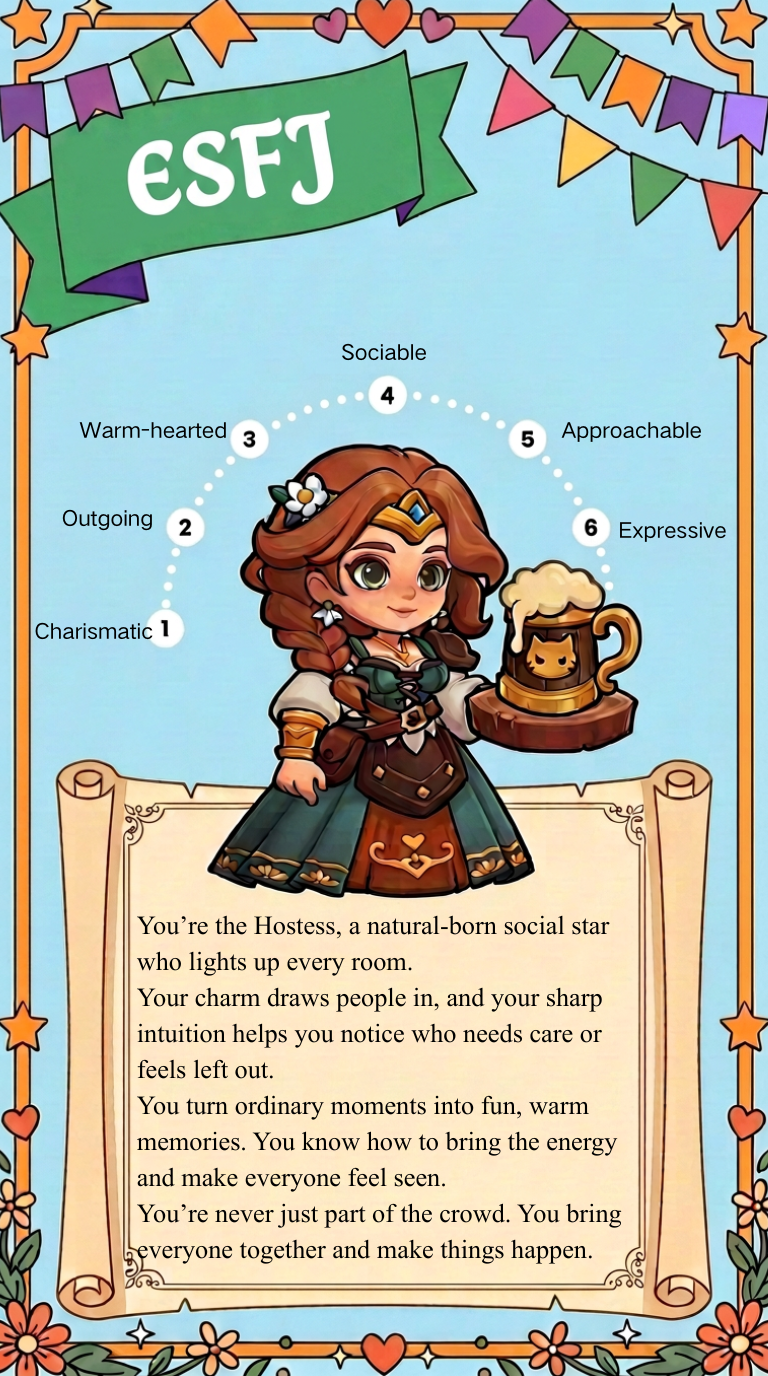 ESFJ
Sociable
4
Warm-hearted 3
5 Approachable
Outgoing 2
6 Expressive
Charismatic 1
You’re the Hostess, a natural-born social star
who lights up every room.
Your charm draws people in, and your sharp
intuition helps you notice who needs care or
feels left out.
You turn ordinary moments into fun, warm
memories. You know how to bring the energy
and make everyone feel seen.
You’re never just part of the crowd. You bring
everyone together and make things happen.